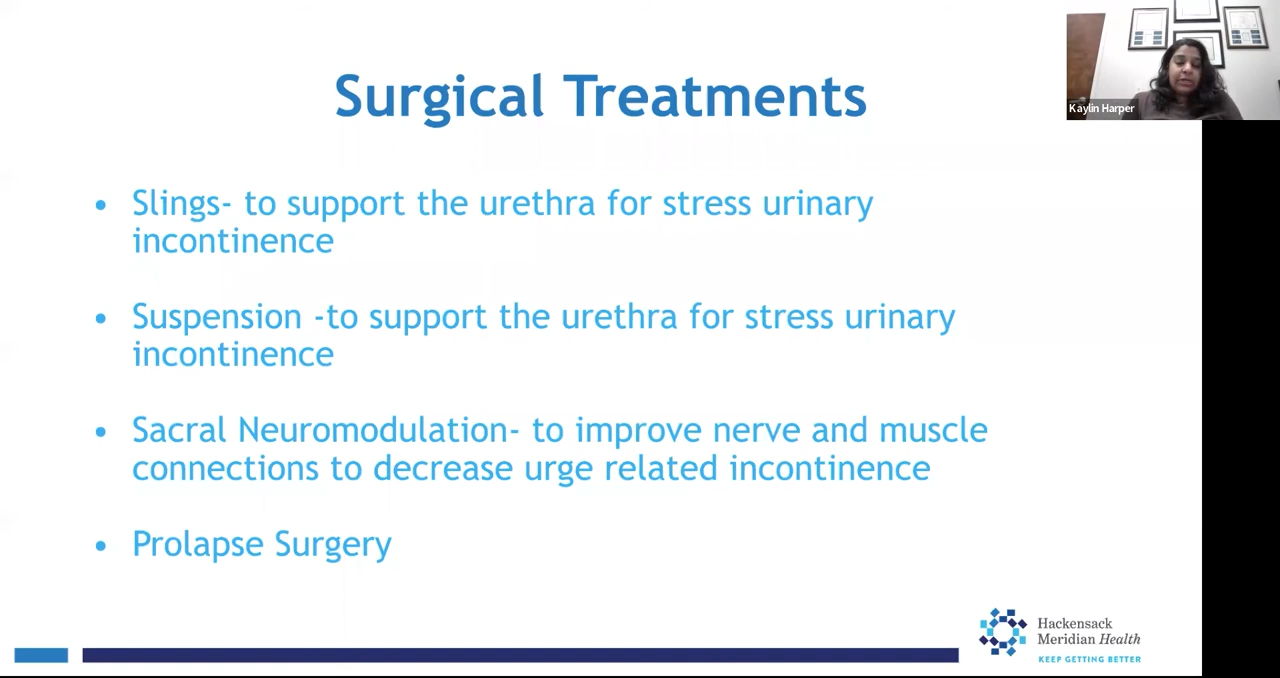 Surgical Treatments
Kaylin Harper
• Slings- to support the urethra for stress urinary
incontinence
• Suspension -to support the urethra for stress urinary
incontinence
• Sacral Neuromodulation- to improve nerve and muscle
connections to decrease urge related incontinence
• Prolapse Surgery
Hackensack
Meridian Health
KEEP GETTING BETTER